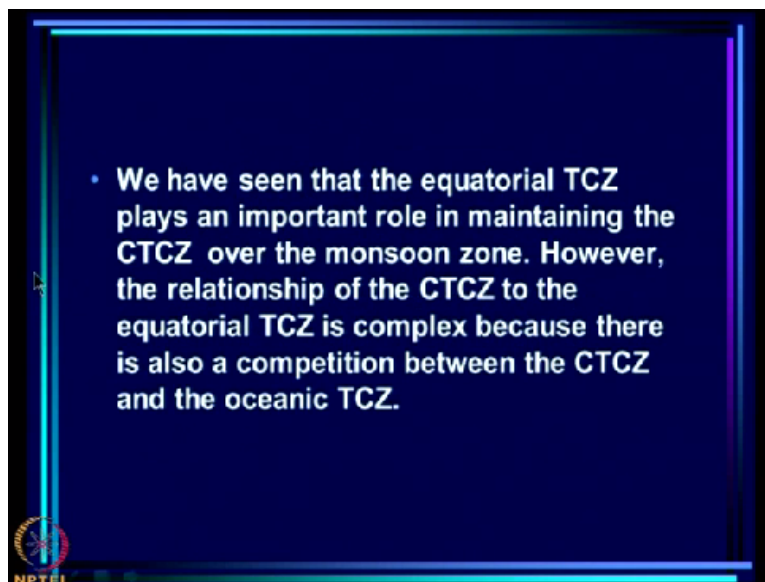 • We have seen that the equatorial TCZ
plays an important role in maintaining the
CTCZ over the monsoon zone. However,
the relationship of the CTCZ to the
equatorial TCZ is complex because there
is also a competition between the CTCZ
and the oceanic TCZ.
NPTEL